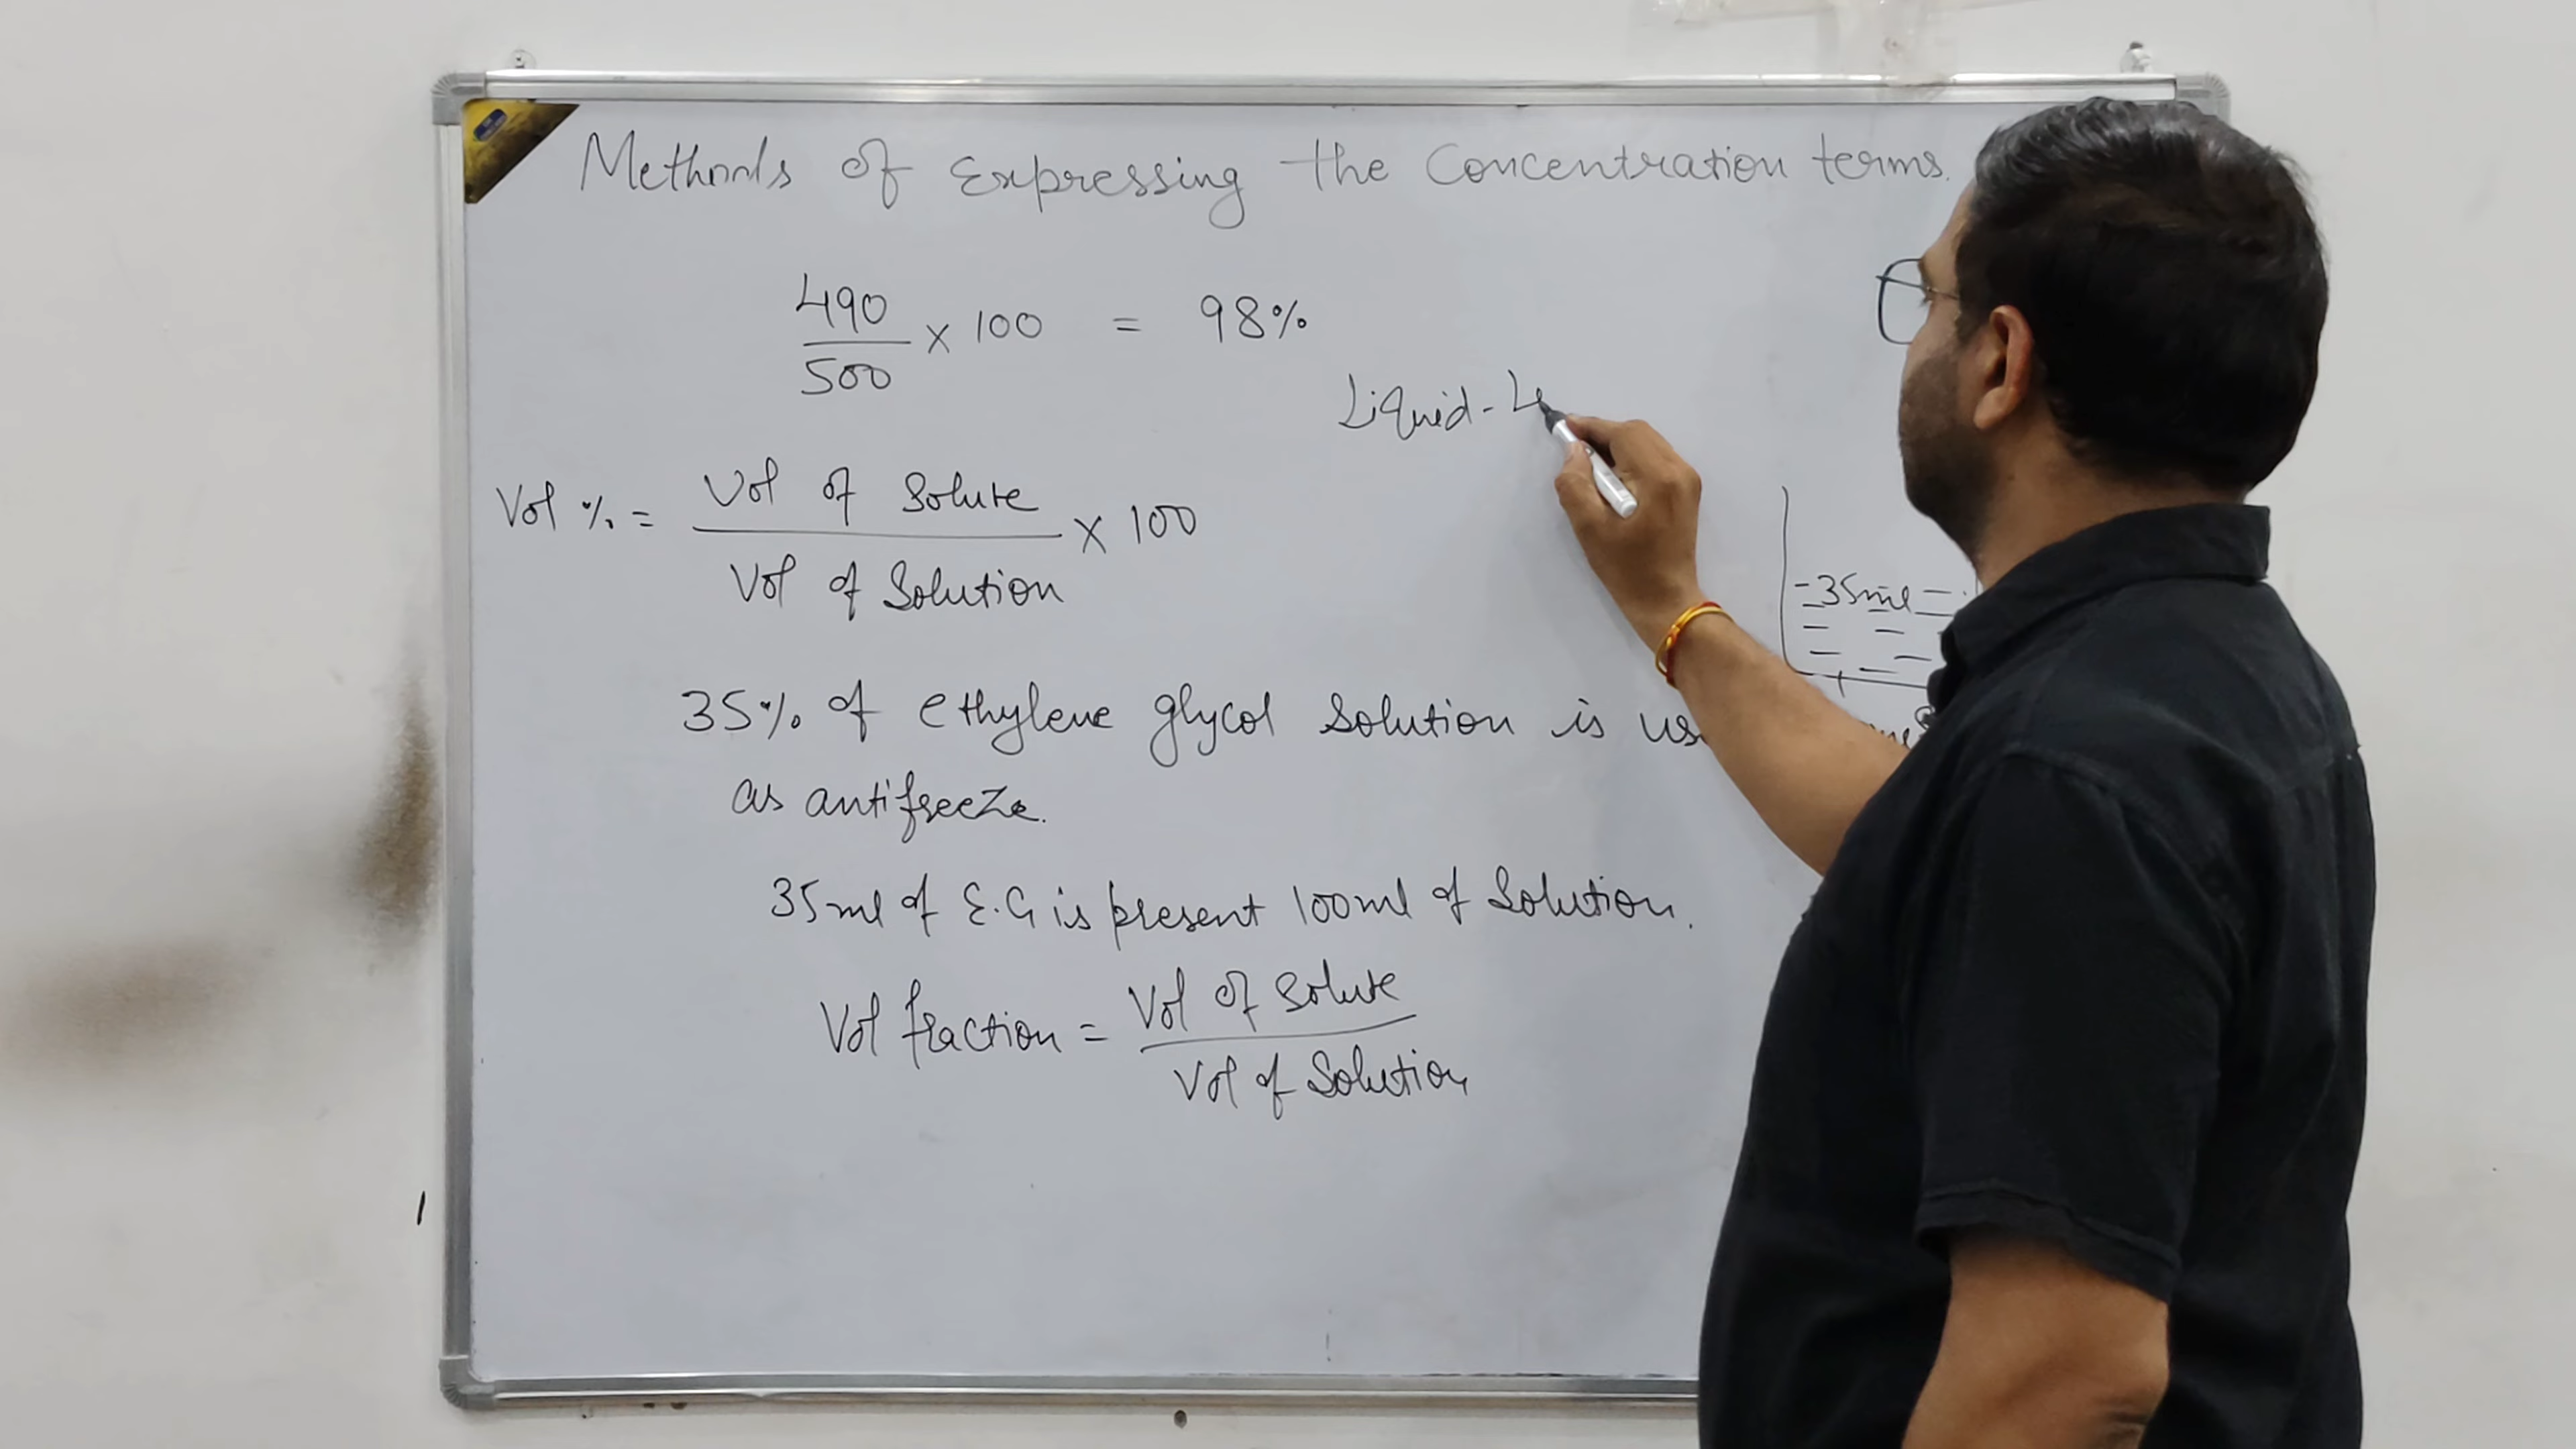 Methods of Expressing the Concentration terms.
490
500
× 100 = 98%
Liquid-
Vol % =
Vol of Solute
Vol of Solution
× 100
-35ml
35% of ethylene glycol Solution is
as antifreeze.
35ml of E.G is present 100ml of Solution.
Vol fraction =
Vol of Solute
Vol of Solution